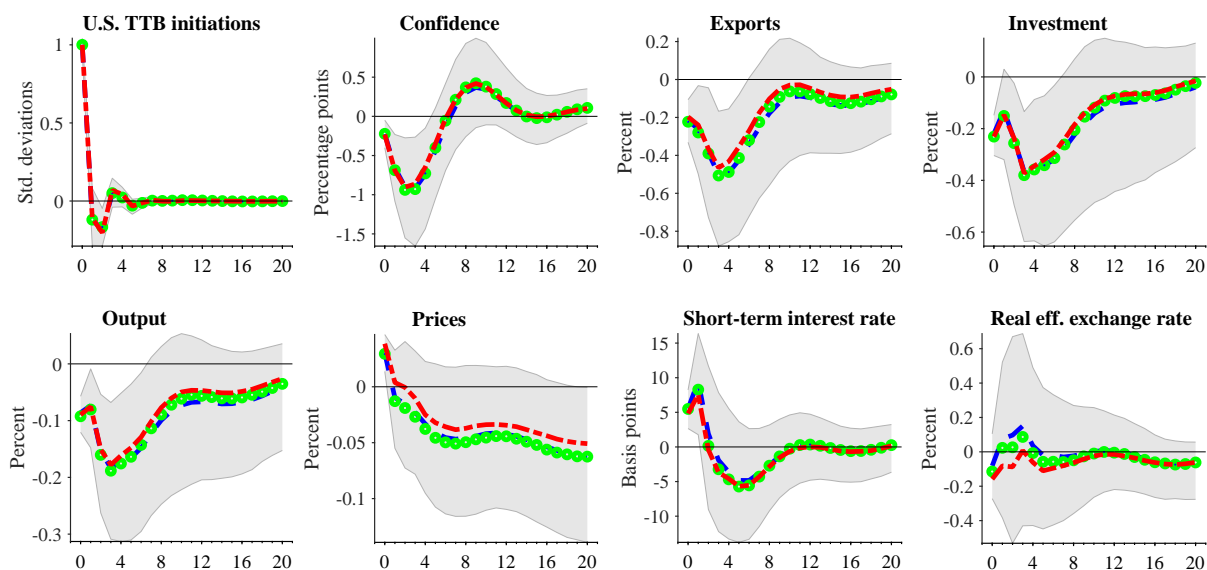 U.S. TTB initiations
Std. deviations
1
0.5
0
0 4 8 12 16 20
Confidence
Percentage points
0.5
0
-0.5
-1
-1.5
0 4 8 12 16 20
Exports
Percent
0.2
0
-0.2
-0.4
-0.6
-0.8
0 4 8 12 16 20
Investment
Percent
0
-0.2
-0.4
-0.6
0 4 8 12 16 20
Output
Percent
0
-0.1
-0.2
-0.3
0 4 8 12 16 20
Prices
Percent
0
-0.05
-0.1
0 4 8 12 16 20
Short-term interest rate
Basis points
15
10
5
0
-5
-10
0 4 8 12 16 20
Real eff. exchange rate
Percent
0.6
0.4
0.2
0
-0.2
-0.4
0 4 8 12 16 20